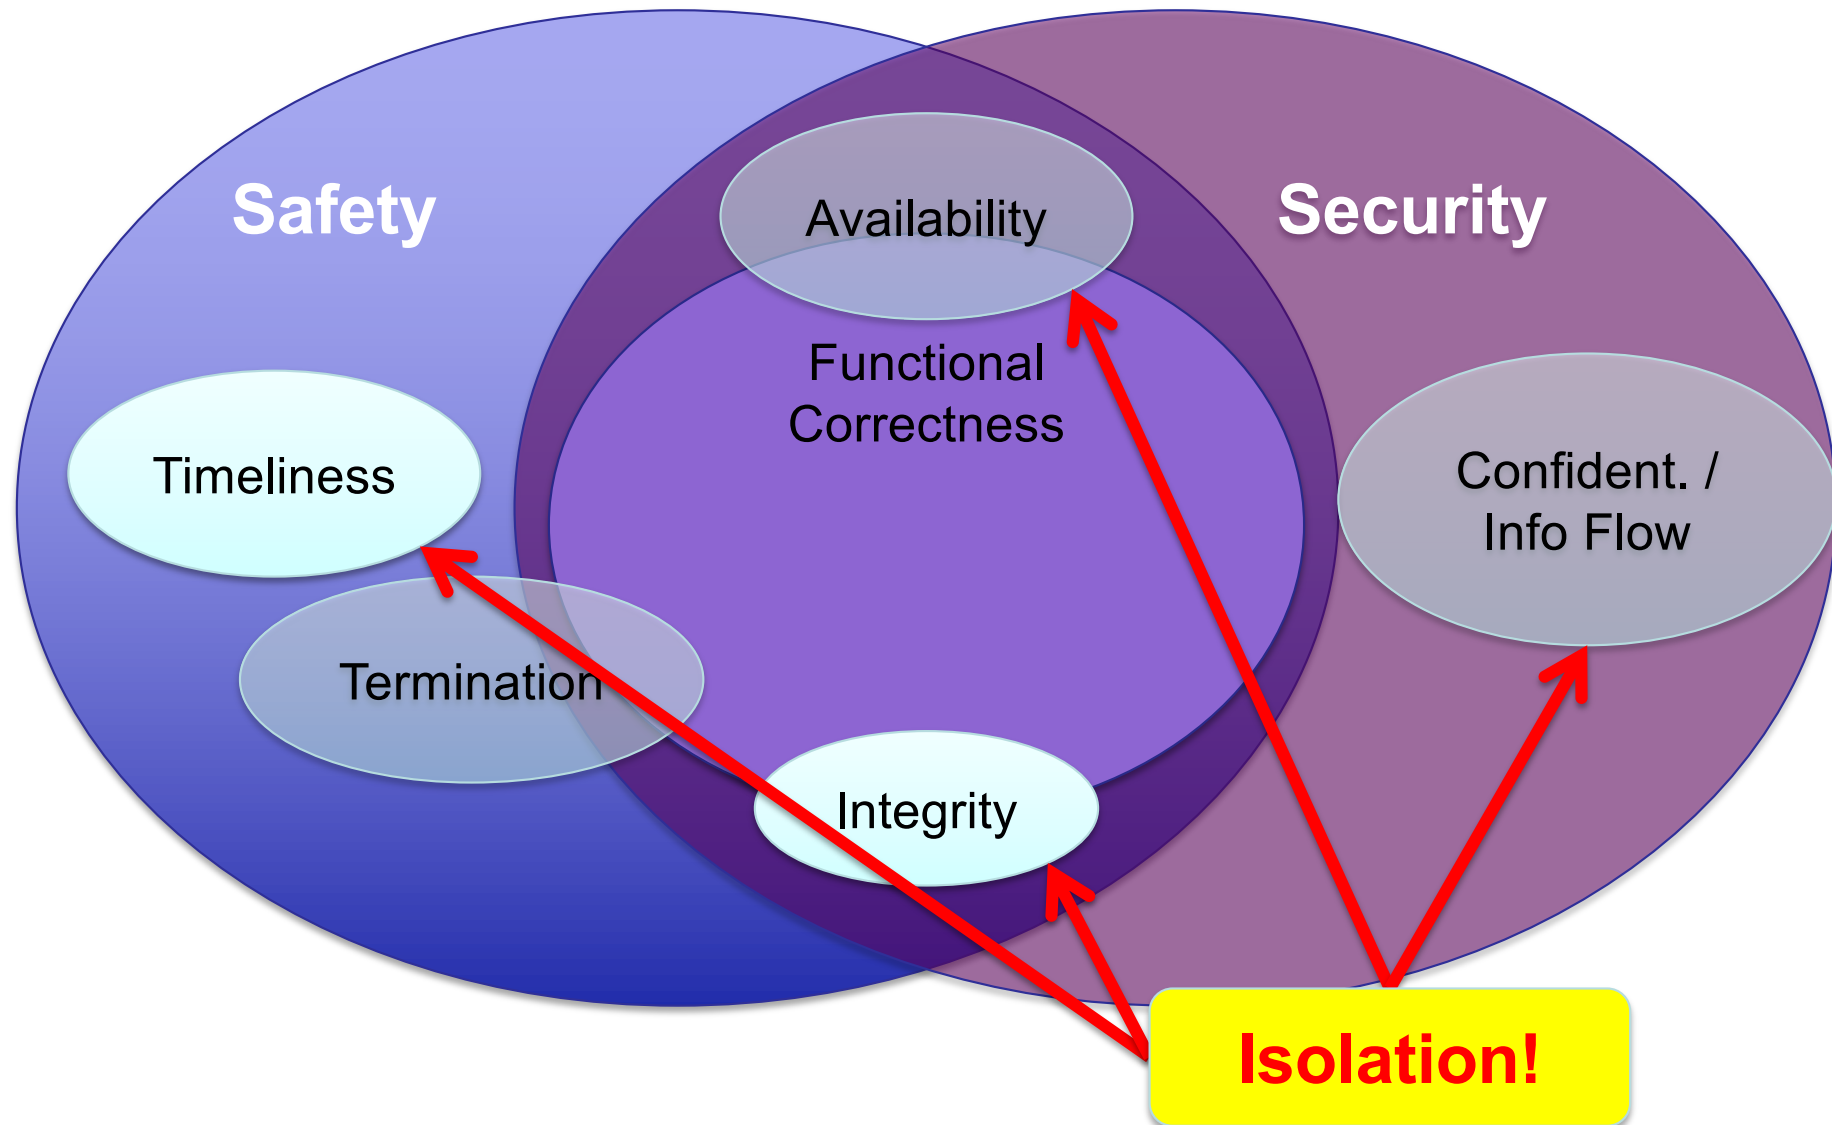 Safety
Security
Availability
Functional
Correctness
Timeliness
Confident. /
Info Flow
Termination
Integrity
Isolation!